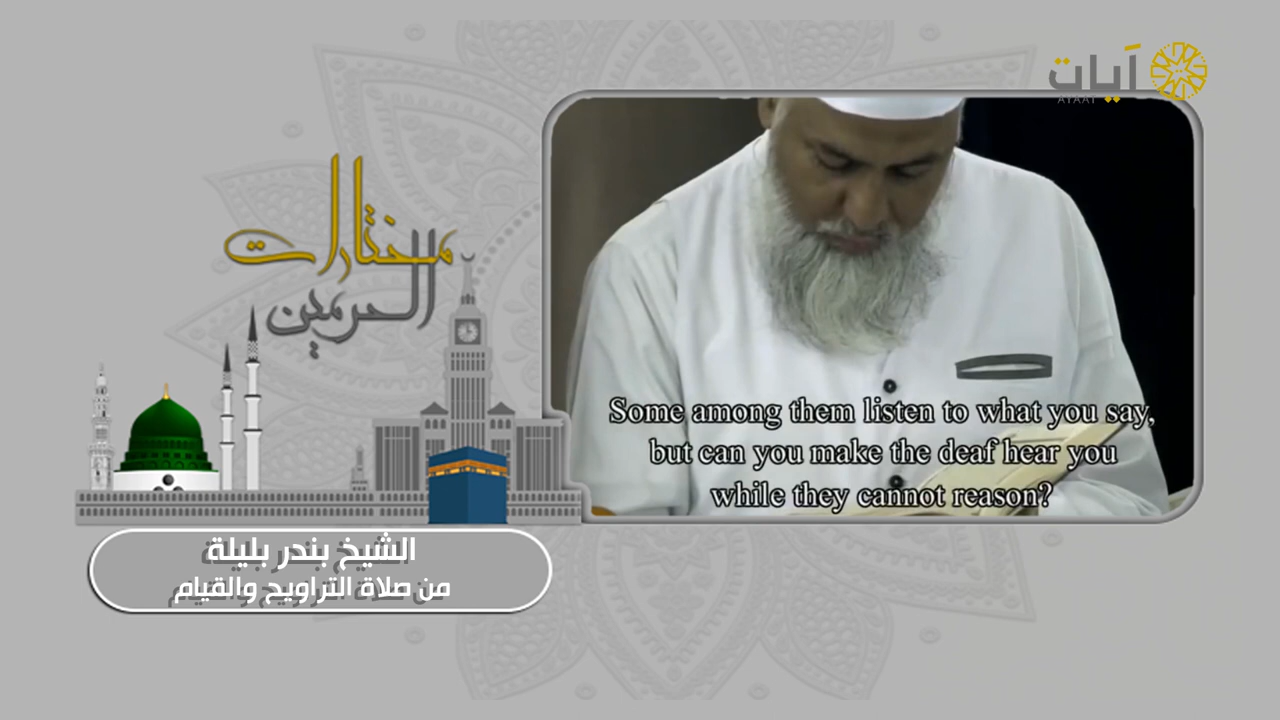 آيات
AYAAT
مختارات
الحرمين
Some among them listen to what you say,
but can you make the deaf hear you
while they cannot reason?
الشيخ بندر بليلة
من صلاة التراويح والقيام